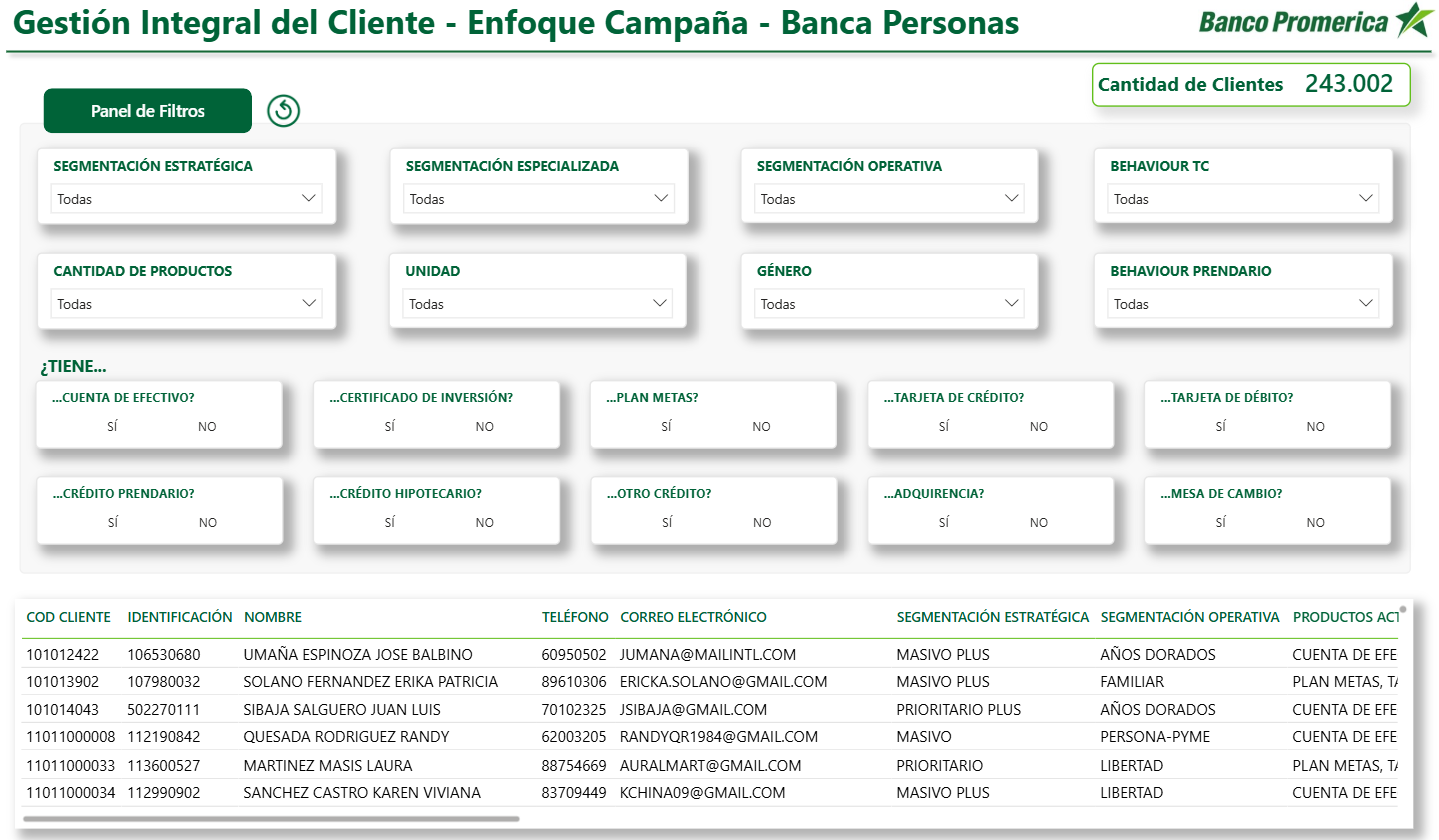 Gestión Integral del Cliente - Enfoque Campaña - Banca Personas
Banco Promerica
Cantidad de Clientes 243.002
Panel de Filtros
SEGMENTACIÓN ESTRATÉGICA SEGMENTACIÓN ESPECIALIZADA SEGMENTACIÓN OPERATIVA BEHAVIOUR TC
Todas Todas Todas Todas
CANTIDAD DE PRODUCTOS UNIDAD GÉNERO BEHAVIOUR PRENDARIO
Todas Todas Todas Todas
¿TIENE...
...CUENTA DE EFECTIVO? ...CERTIFICADO DE INVERSIÓN? ...PLAN METAS? ...TARJETA DE CRÉDITO? ...TARJETA DE DÉBITO?
SÍ NO SÍ NO SÍ NO SÍ NO SÍ NO
...CRÉDITO PRENDARIO? ...CRÉDITO HIPOTECARIO? ...OTRO CRÉDITO? ...ADQUIRENCIA? ...MESA DE CAMBIO?
SÍ NO SÍ NO SÍ NO SÍ NO SÍ NO
COD CLIENTE IDENTIFICACIÓN NOMBRE TELÉFONO CORREO ELECTRÓNICO SEGMENTACIÓN ESTRATÉGICA SEGMENTACIÓN OPERATIVA PRODUCTOS ACT
101012422 106530680 UMAÑA ESPINOZA JOSE BALBINO 60950502 JUMANA@MAILINTL.COM MASIVO PLUS AÑOS DORADOS CUENTA DE EFE
101013902 107980032 SOLANO FERNANDEZ ERIKA PATRICIA 89610306 ERICKA.SOLANO@GMAIL.COM MASIVO PLUS FAMILIAR PLAN METAS, TA
101014043 502270111 SIBAJA SALGUERO JUAN LUIS 70102325 JSIBAJA@GMAIL.COM PRIORITARIO PLUS AÑOS DORADOS CUENTA DE EFE
11011000008 112190842 QUESADA RODRIGUEZ RANDY 62003205 RANDYQR1984@GMAIL.COM MASIVO PERSONA-PYME CUENTA DE EFE
11011000033 113600527 MARTINEZ MASIS LAURA 88754669 AURALMART@GMAIL.COM PRIORITARIO LIBERTAD PLAN METAS, TA
11011000034 112990902 SANCHEZ CASTRO KAREN VIVIANA 83709449 KCHINA09@GMAIL.COM MASIVO PLUS LIBERTAD CUENTA DE EFE